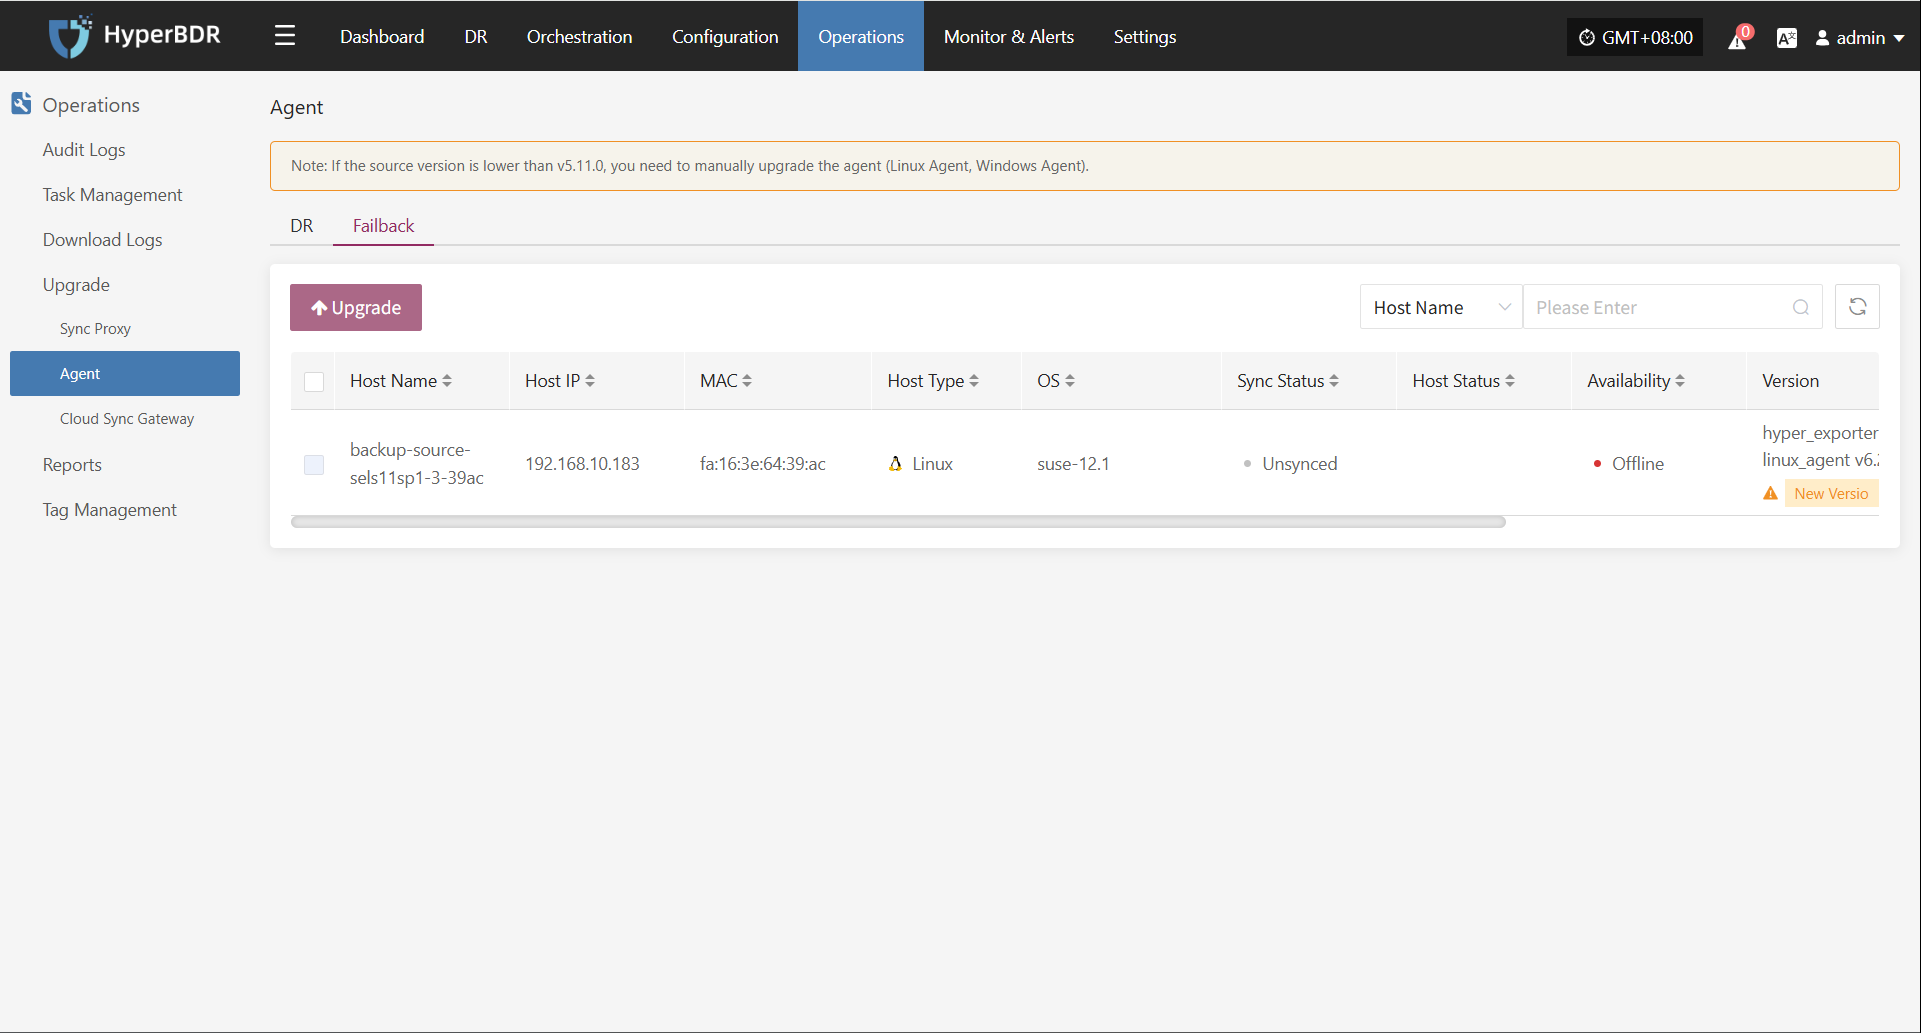 HyperBDR
Dashboard
DR
Orchestration
Configuration
Operations
Monitor & Alerts
Settings
GMT+08:00
0
admin
Operations
Audit Logs
Task Management
Download Logs
Upgrade
Sync Proxy
Agent
Cloud Sync Gateway
Reports
Tag Management
Agent
Note: If the source version is lower than v5.11.0, you need to manually upgrade the agent (Linux Agent, Windows Agent).
DR
Failback
Upgrade
Host Name
Please Enter
Host Name
Host IP
MAC
Host Type
OS
Sync Status
Host Status
Availability
Version
backup-source-
sels11sp1-3-39ac
192.168.10.183
fa:16:3e:64:39:ac
Linux
suse-12.1
Unsynced
Offline
hyper_exporter
linux_agent v6.
New Versio